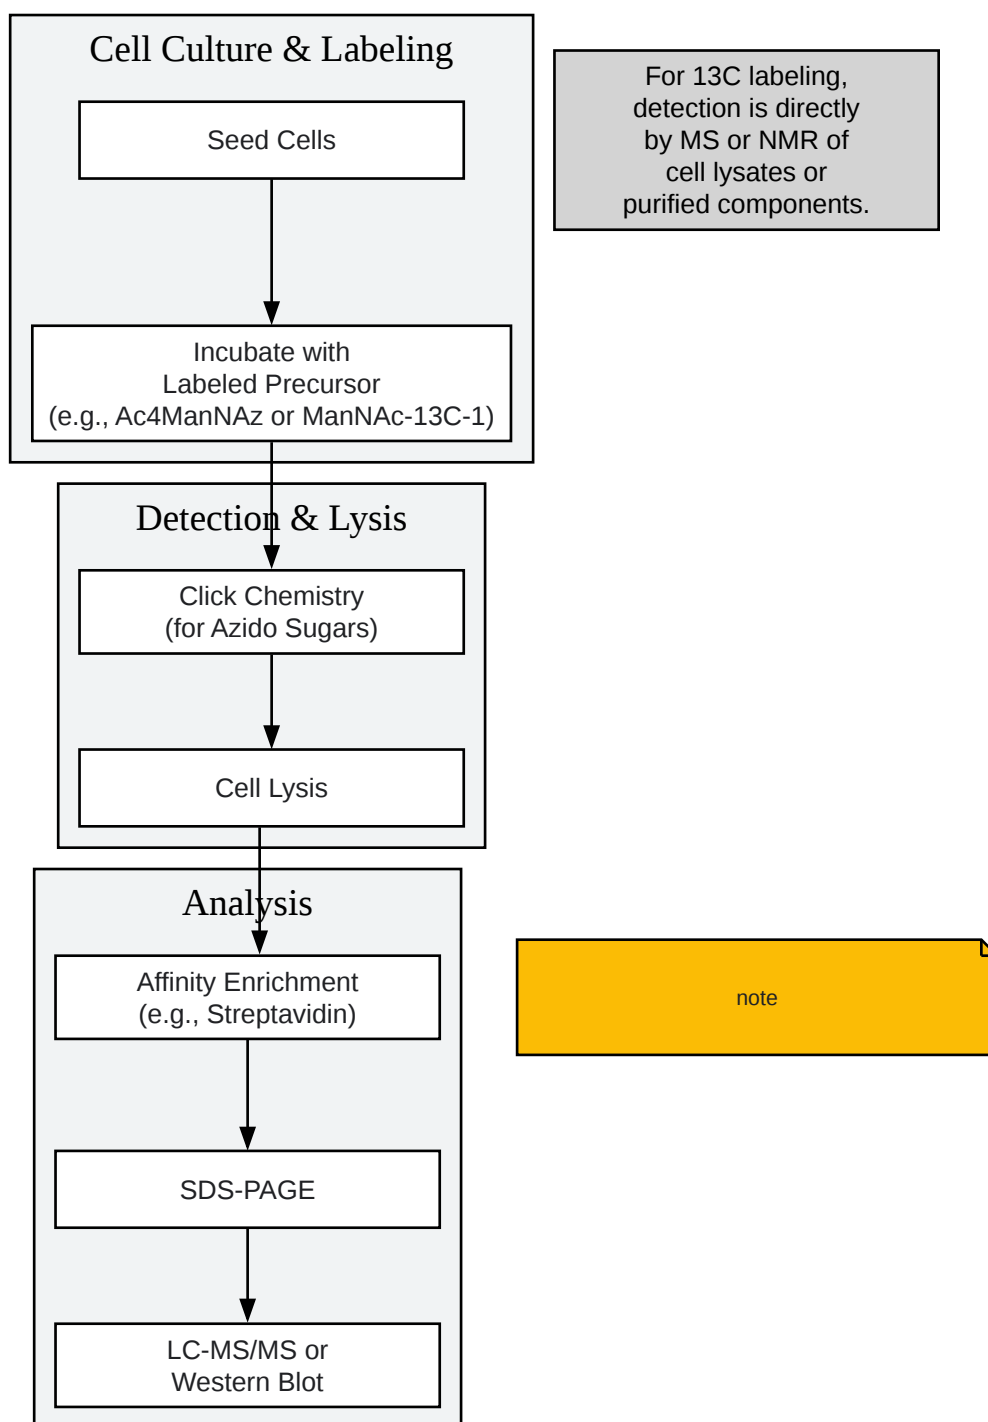 Cell Culture & Labeling
Seed Cells
Incubate with
Labeled Precursor
(e.g., Ac4ManNAz or ManNAc-13C-1)
For 13C labeling,
detection is directly
by MS or NMR of
cell lysates or
purified components.
Detection & Lysis
Click Chemistry
(for Azido Sugars)
Cell Lysis
Analysis
Affinity Enrichment
(e.g., Streptavidin)
note
SDS-PAGE
LC-MS/MS or
Western Blot